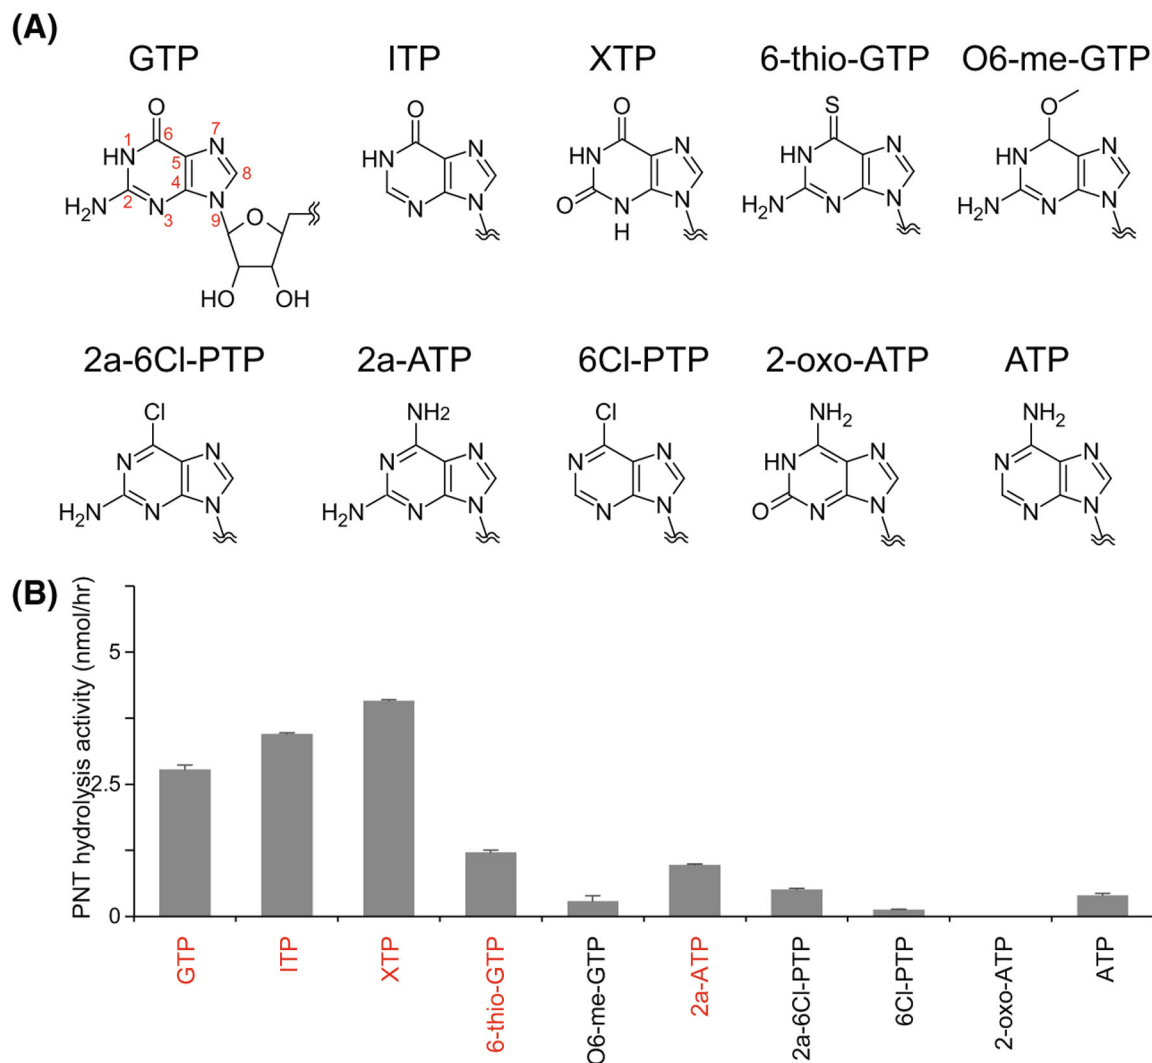 (A)
GTP ITP XTP 6-thio-GTP O6-me-GTP
O O O S O
1 HN 6 5 7 N 8 4 H₂N 2 N 3 N 9 O HO OH
HN N N N
HN N O N H N
HN N H₂N N N
HN N H₂N N N
2a-6Cl-PTP 2a-ATP 6Cl-PTP 2-oxo-ATP ATP
Cl NH2 Cl NH₂ NH₂
N N H₂N N N
N N H₂N N N
N N N N
HN N O N N
N N N N
(B)
PNT hydrolysis activity (nmol/hr)
5
2.5
0
GTP
ITP
XTP
6-thio-GTP
O6-me-GTP
2a-ATP
2a-6Cl-PTP
6Cl-PTP
2-oxo-ATP
ATP